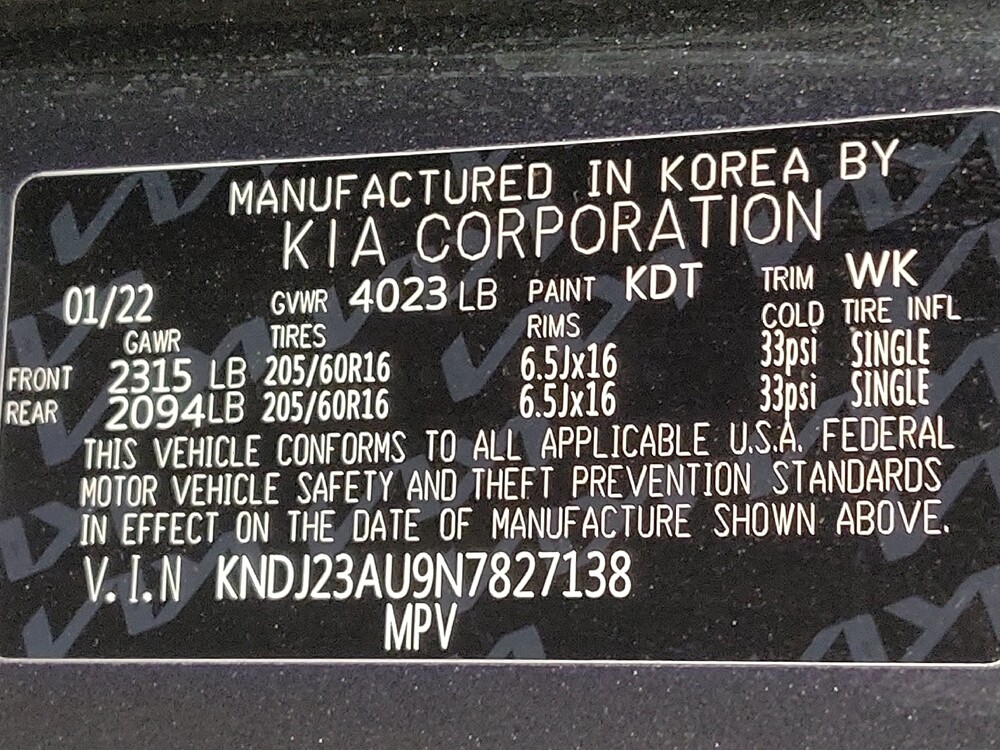 MANUFACTURED IN KOREA BY
KIA CORPORATION
01/22 GVWR 4023 LB PAINT KDT TRIM WK
GAWR TIRES RIMS COLD TIRE INFL
FRONT 2315 LB 205/60R16 6.5Jx16 33psi SINGLE
REAR 2094LB 205/60R16 6.5Jx16 33psi SINGLE
THIS VEHICLE CONFORMS TO ALL APPLICABLE U.S.A. FEDERAL
MOTOR VEHICLE SAFETY AND THEFT PREVENTION STANDARDS
IN EFFECT ON THE DATE OF MANUFACTURE SHOWN ABOVE.
V.I.N KNDJ23AU9N7827138
MPV